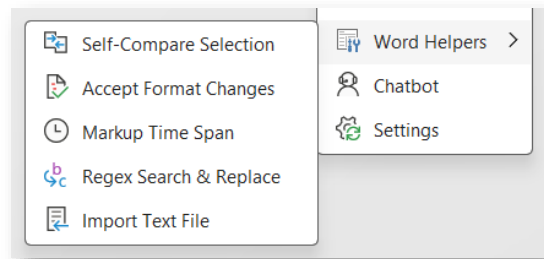 Self-Compare Selection
Accept Format Changes
Markup Time Span
Regex Search & Replace
Import Text File
Word Helpers
Chatbot
Settings